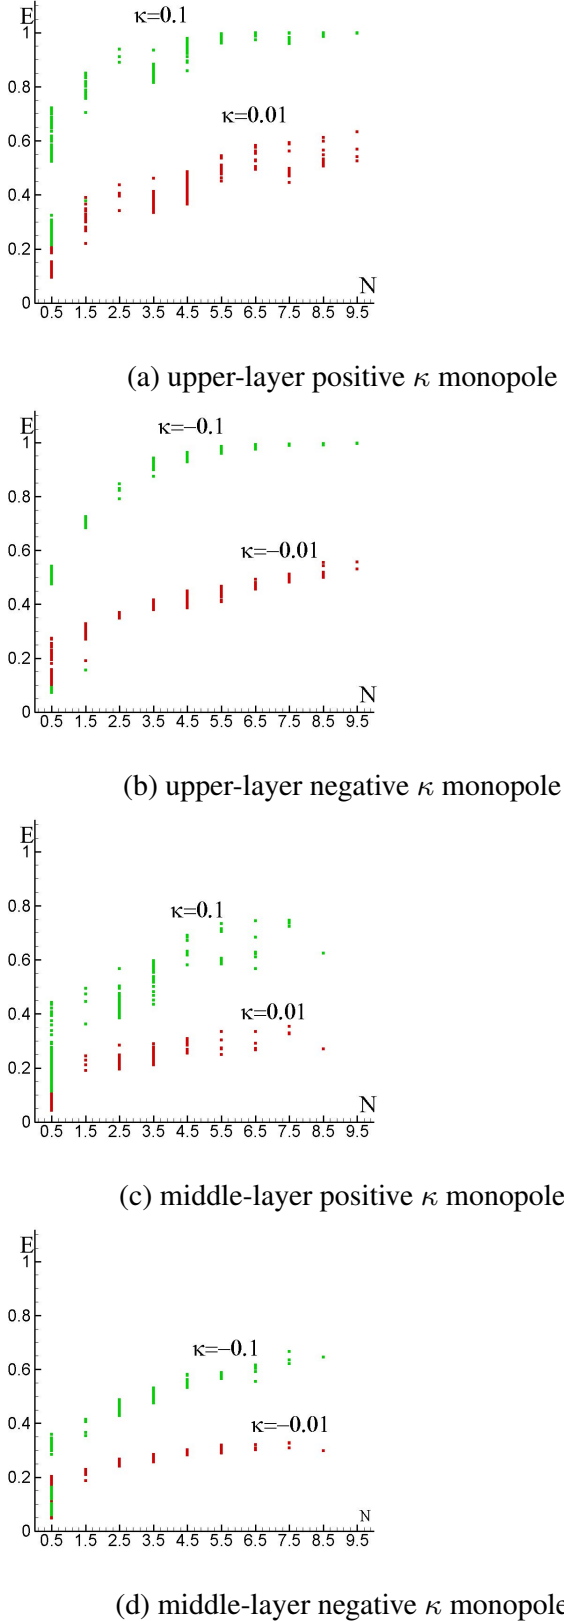 E
κ=0.1
1
0.8
κ=0.01
0.6
0.4
0.2
N
0
0.5 1.5 2.5 3.5 4.5 5.5 6.5 7.5 8.5 9.5
(a) upper-layer positive κ monopole
E
κ=−0.1
1
0.8
0.6
κ=−0.01
0.4
0.2
N
0
0.5 1.5 2.5 3.5 4.5 5.5 6.5 7.5 8.5 9.5
(b) upper-layer negative κ monopole
E
1
0.8
κ=0.1
0.6
0.4
κ=0.01
0.2
N
0
0.5 1.5 2.5 3.5 4.5 5.5 6.5 7.5 8.5 9.5
(c) middle-layer positive κ monopole
E
1
0.8
κ=−0.1
0.6
0.4
κ=−0.01
0.2
N
0
0.5 1.5 2.5 3.5 4.5 5.5 6.5 7.5 8.5 9.5
(d) middle-layer negative κ monopole